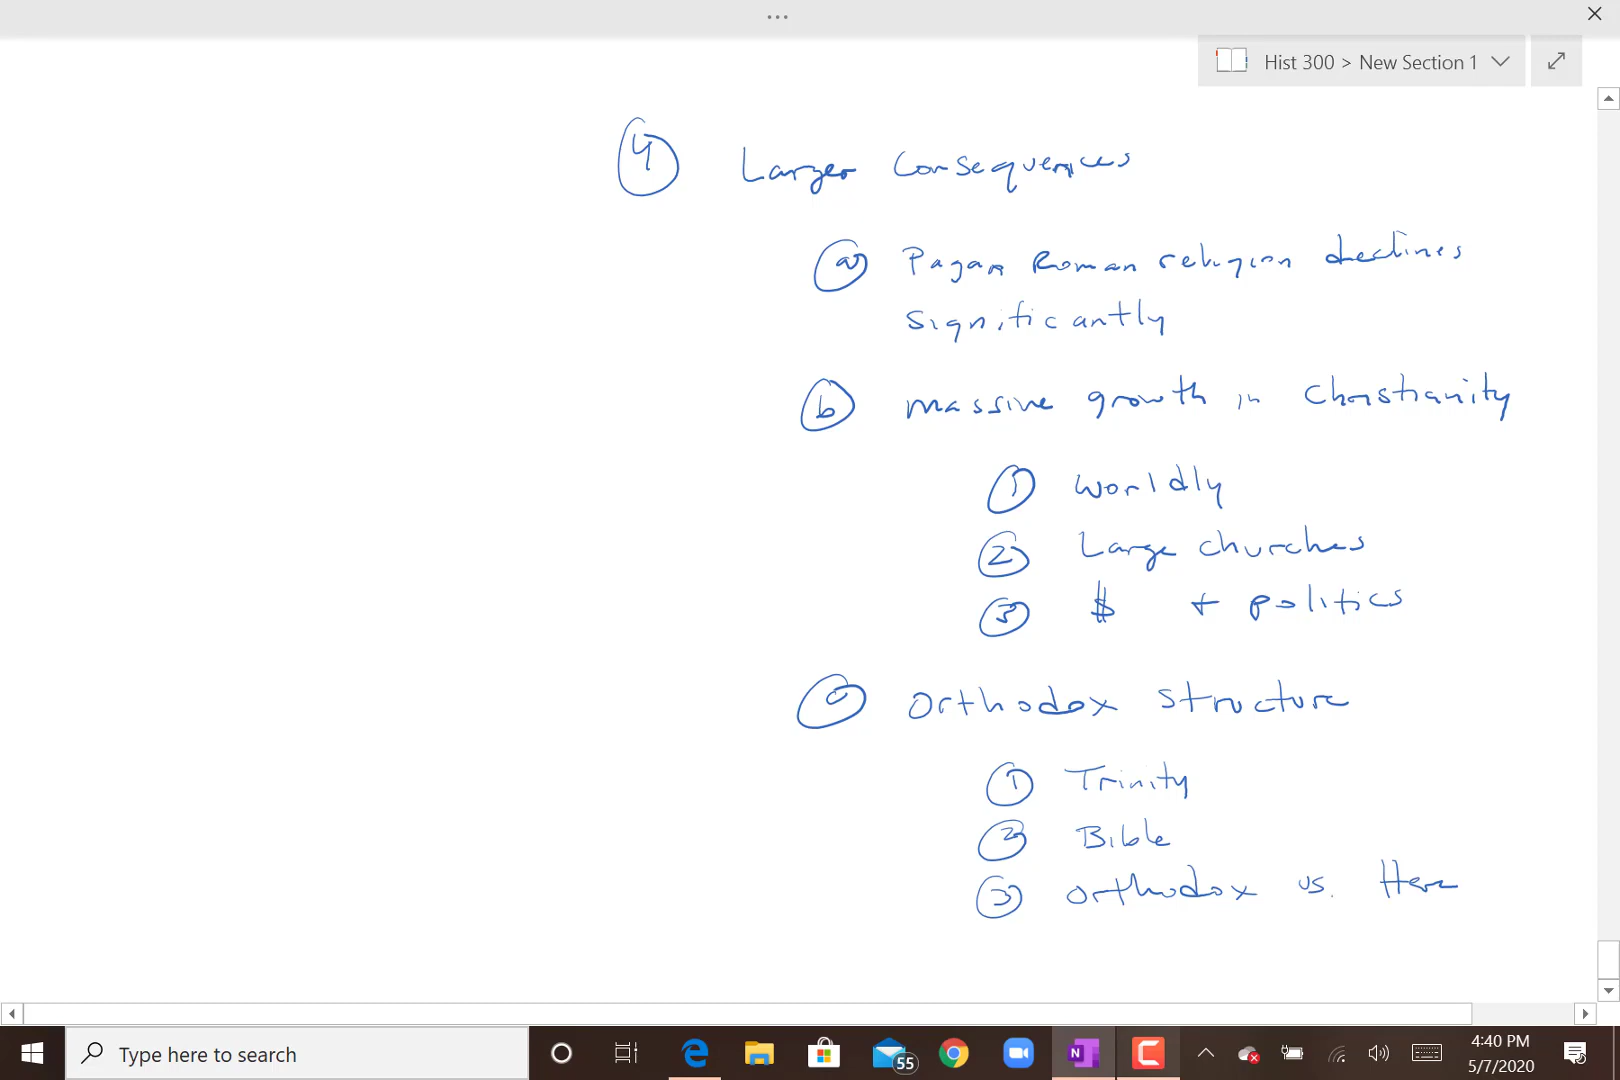 Hist 300 > New Section 1
4 Larger Consequences
a Pagan Roman religion declines
significantly
b massive growth in Christianity
1 worldly
2 Large churches
3 $ + politics
c Orthodox structure
1 Trinity
2 Bible
3 Orthodox vs. Here
Type here to search
55
N
4:40 PM
5/7/2020